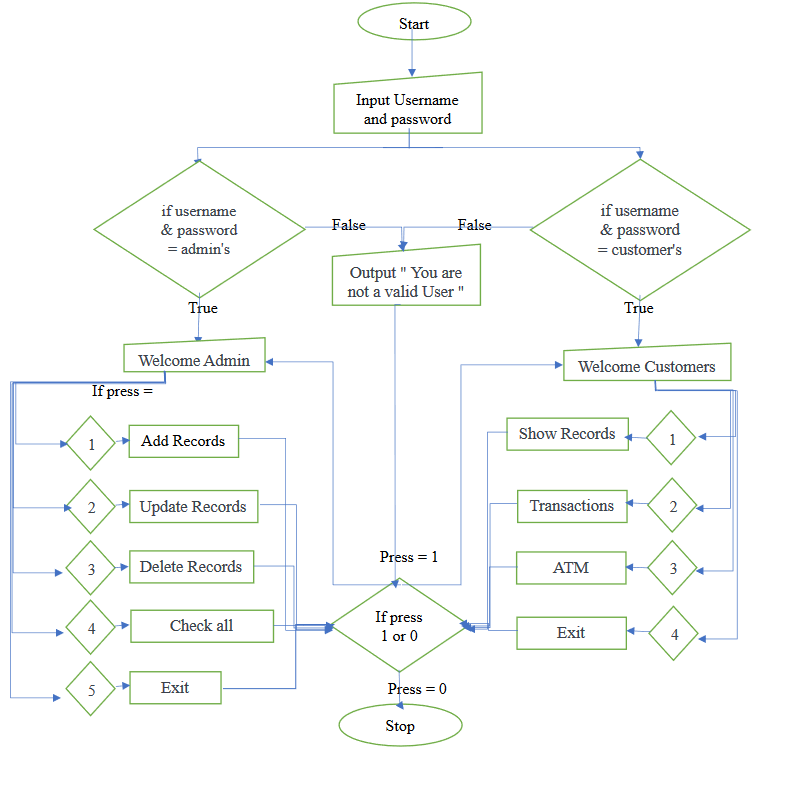 Start
Input Username
and password
if username
& password
= admin's
if username
& password
= customer's
False
False
Output " You are
not a valid User "
True
True
Welcome Admin
Welcome Customers
If press =
1
Add Records
Show Records
1
2
Update Records
Transactions
2
3
Delete Records
ATM
3
Press = 1
4
Check all
If press
1 or 0
Exit
4
5
Exit
Press = 0
Stop